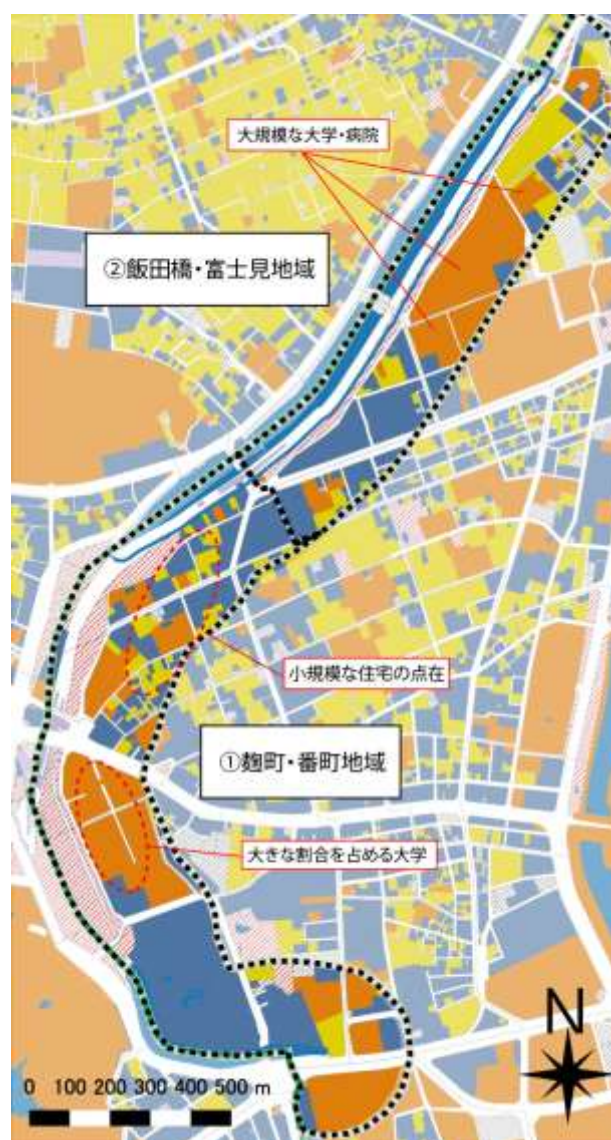 大規模な大学・病院
②飯田橋・富士見地域
小規模な住宅の点在
①麹町・番町地域
大きな割合を占める大学
N
0 100 200 300 400 500 m